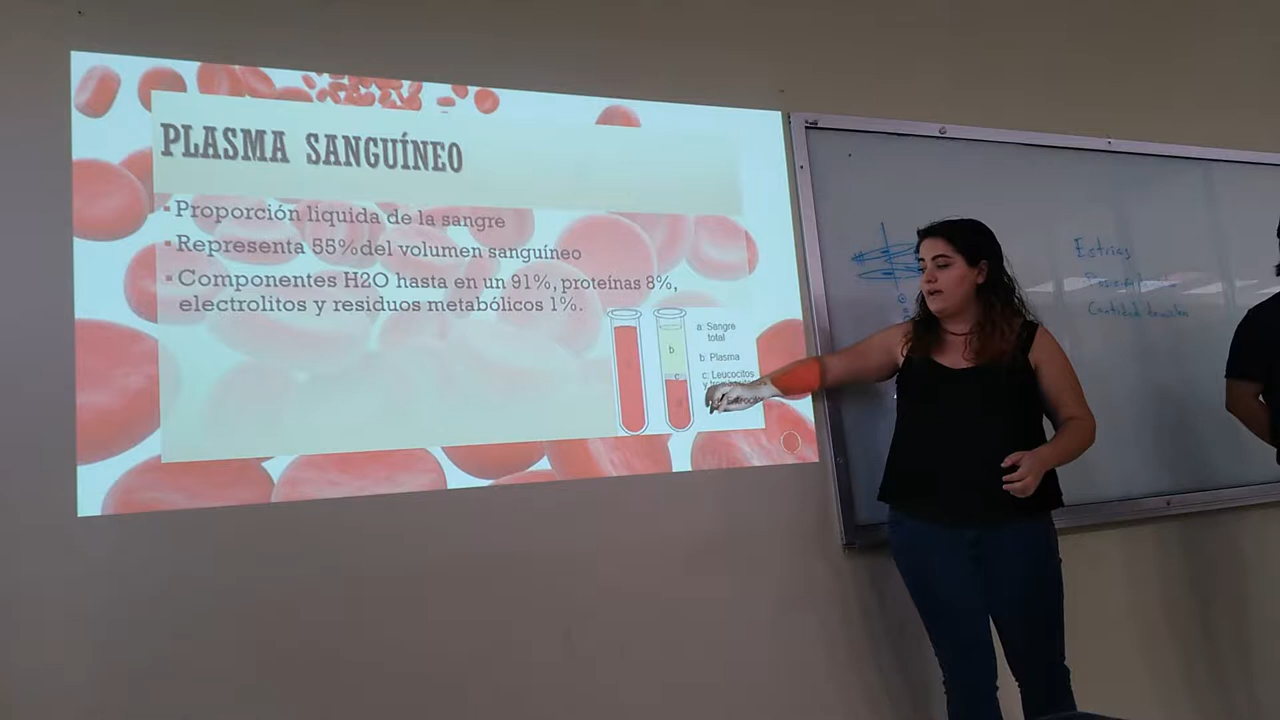 PLASMA SANGUÍNEO
▪Proporción liquida de la sangre
▪Representa 55%del volumen sanguíneo
▪Componentes H2O hasta en un 91%, proteínas 8%,
electrolitos y residuos metabólicos 1%.
b
c
a: Sangre
total
b. Plasma
c: Leucocitos
Estrias